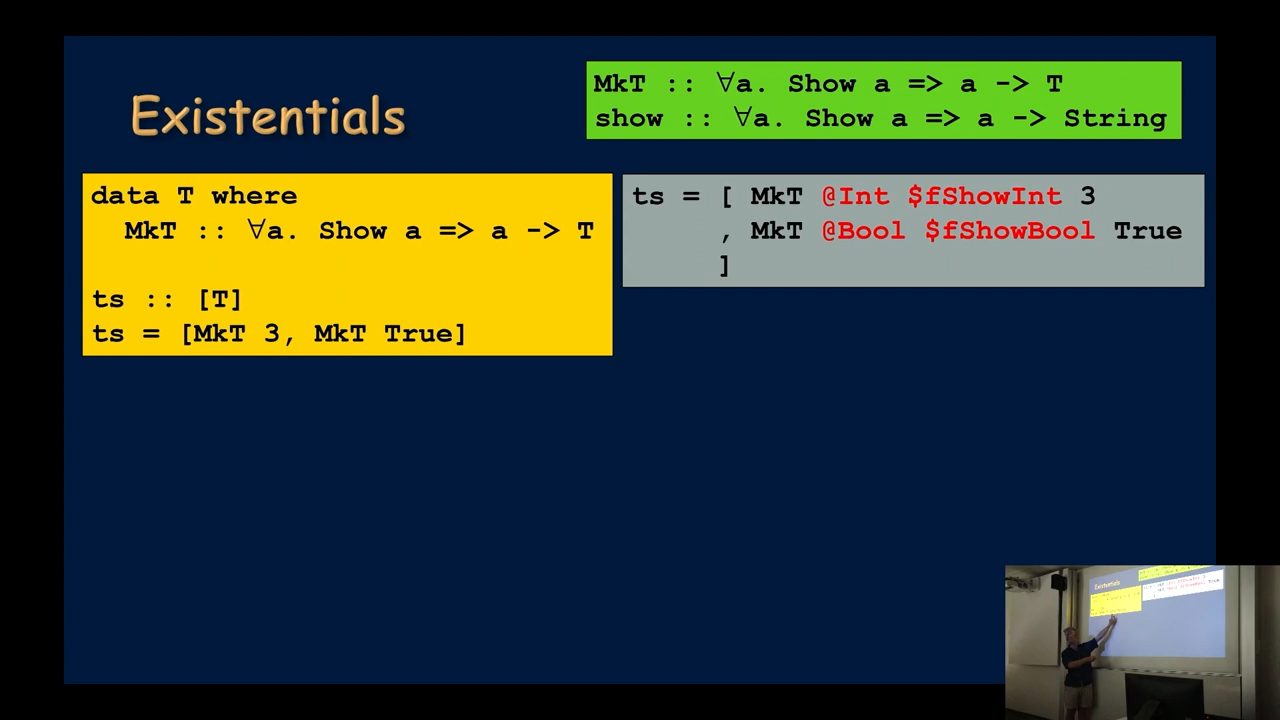 Existentials
MkT :: ∀a. Show a => a -> T
show :: ∀a. Show a => a -> String
data T where
  MkT :: ∀a. Show a => a -> T
ts :: [T]
ts = [MkT 3, MkT True]
ts = [ MkT @Int $fShowInt 3
     , MkT @Bool $fShowBool True
     ]
Existentials